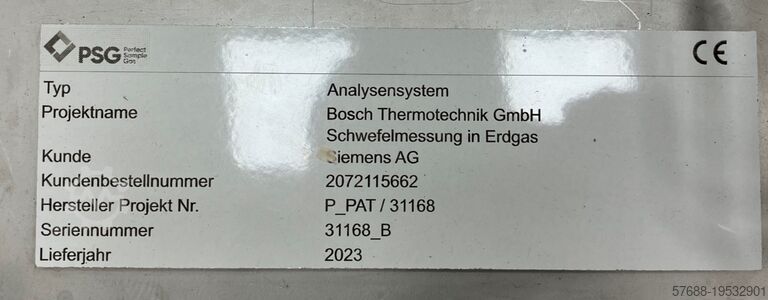 PSG Perfect Sample Gas
CE
Typ Analysensystem
Projektname Bosch Thermotechnik GmbH
Schwefelmessung in Erdgas
Kunde Siemens AG
Kundenbestellnummer 2072115662
Hersteller Projekt Nr. P_PAT / 31168
Seriennummer 31168_B
Lieferjahr 2023
57688-19532901